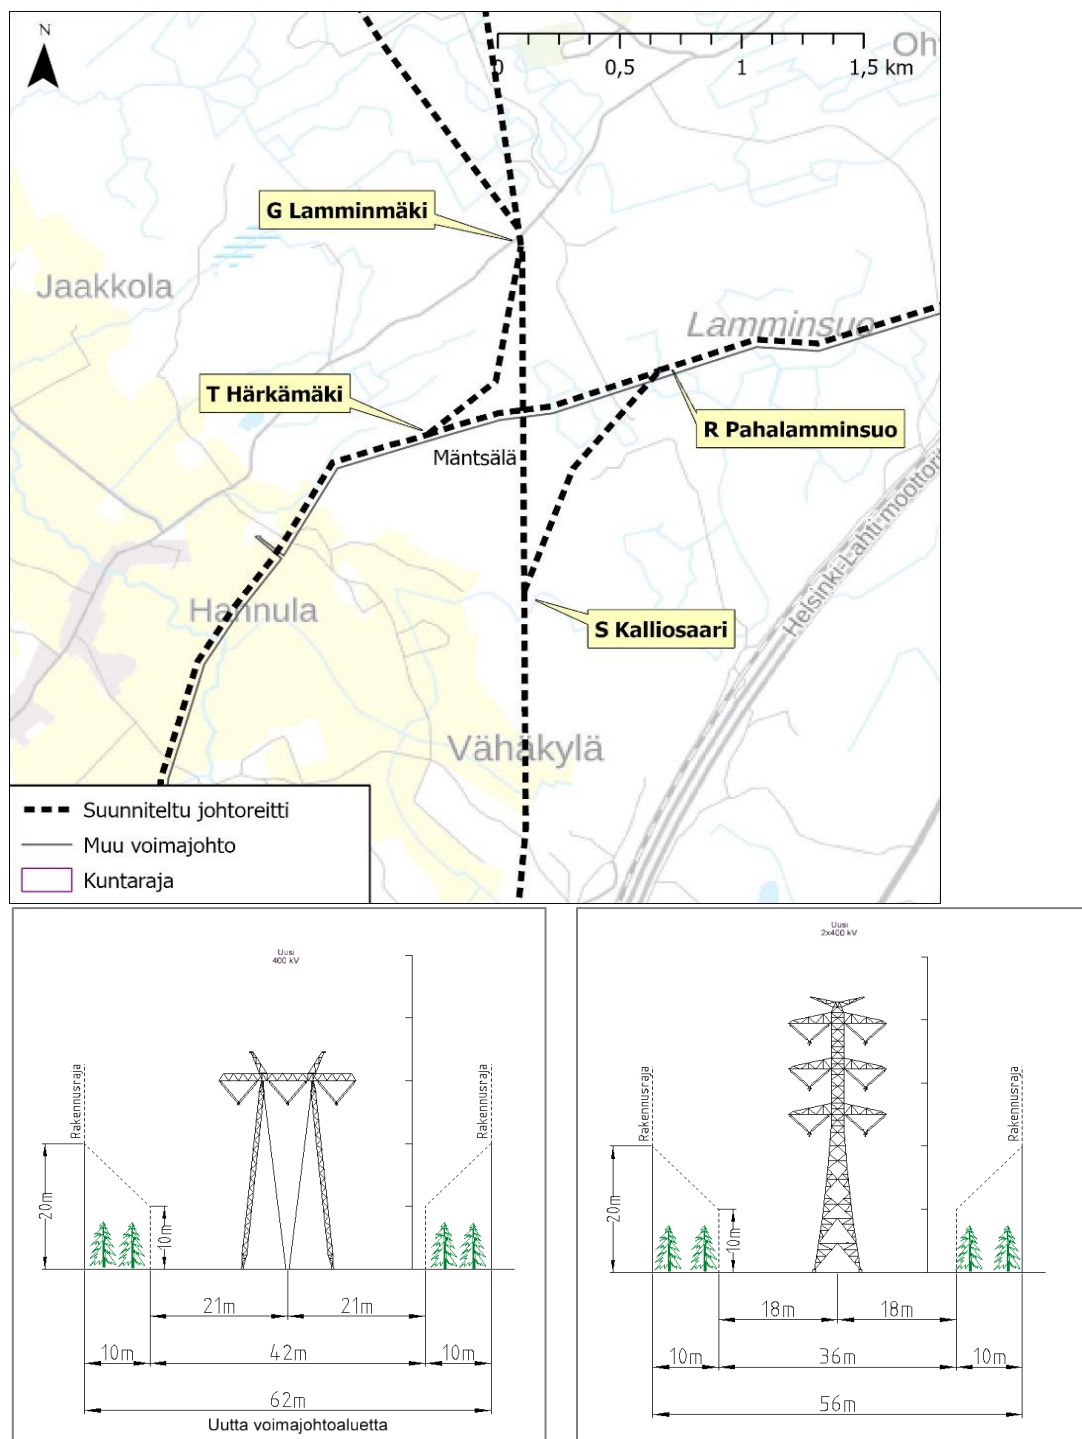 N
Oh
0
0,5
1
1,5 km
G Lamminmäki
Jaakkola
Lamminsuo
T Härkämäki
R Pahalamminsuo
Mäntsälä
Helsinki-Lahti moottorit
Hannula
S Kalliosaari
Vähäkylä
Suunniteltu johtoreitti
Muu voimajohto
Kuntaraja
Uusi
400 kV
Rakennusraja
Rakennusraja
20m
10m
21m
21m
10m
42m
10m
62m
Uutta voimajohtoaluetta
Uusi
2x400 kV
Rakennusraja
Rakennusraja
20m
10m
18m
18m
10m
36m
10m
56m